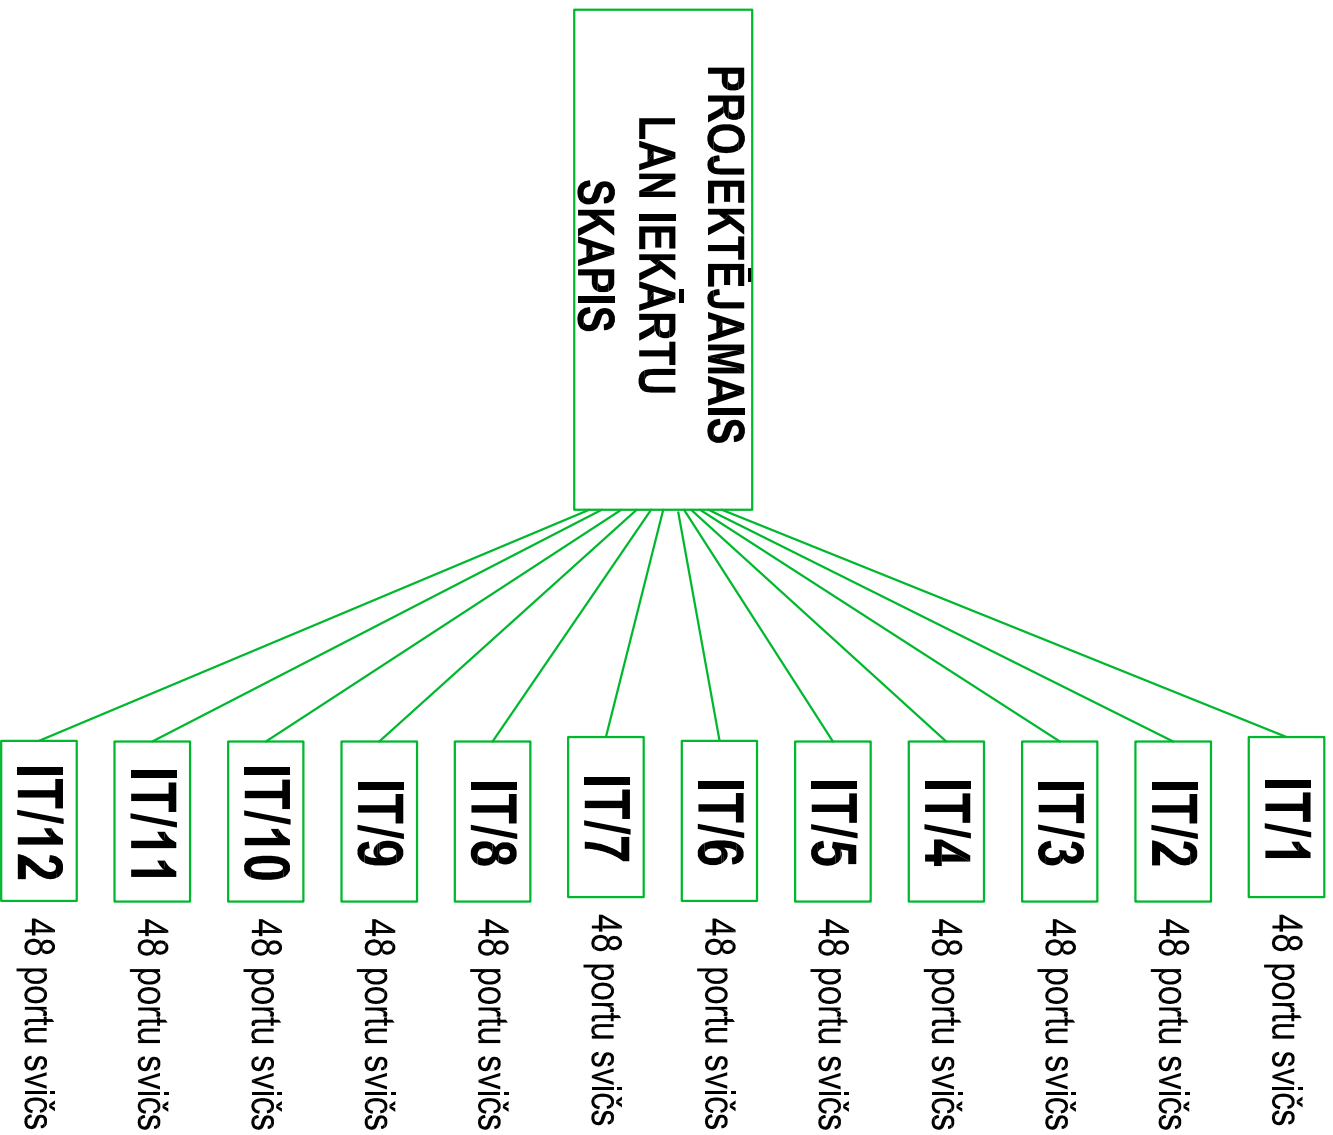 PROJEKTĒJAMAIS
LAN IEKĀRTU
SKAPIS
IT/1
48 portu svičs
IT/2
48 portu svičs
IT/3
48 portu svičs
IT/4
48 portu svičs
IT/5
48 portu svičs
IT/6
48 portu svičs
IT/7
48 portu svičs
IT/8
48 portu svičs
IT/9
48 portu svičs
IT/10
48 portu svičs
IT/11
48 portu svičs
IT/12
48 portu svičs